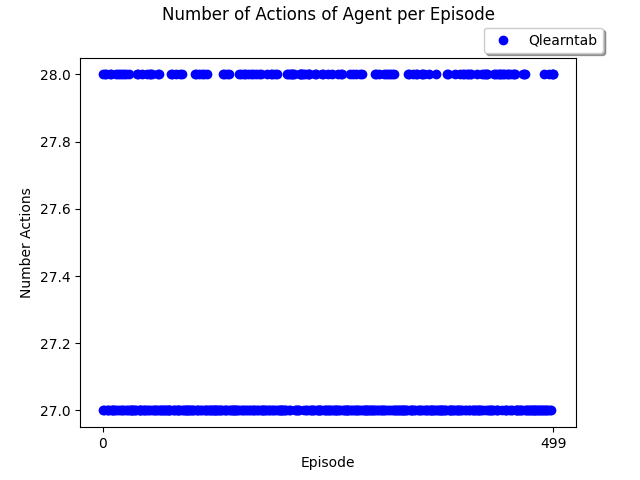 Number of Actions of Agent per Episode
Qlearntab
28.0
27.8
27.6
27.4
27.2
27.0
Number Actions
0
499
Episode